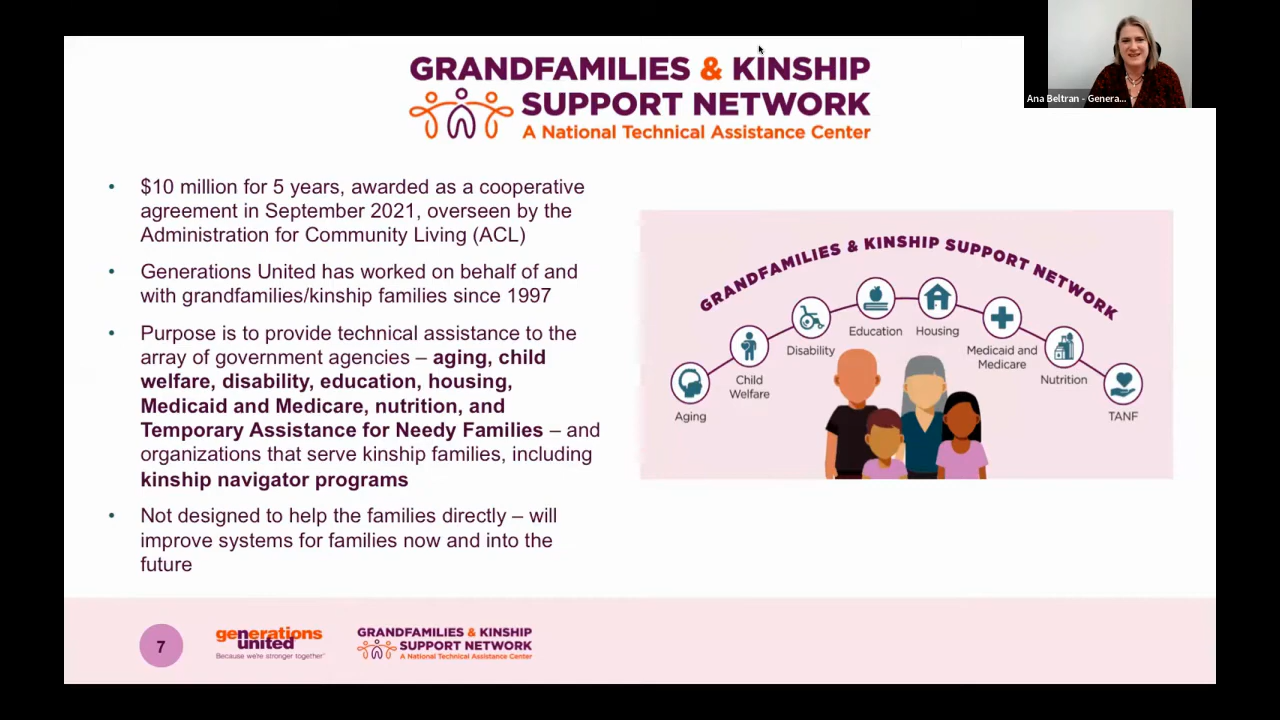 GRANDFAMILIES & KINSHIP
SUPPORT NETWORK
A National Technical Assistance Center
Ana Beltran - Genera...
• $10 million for 5 years, awarded as a cooperative
agreement in September 2021, overseen by the
Administration for Community Living (ACL)
• Generations United has worked on behalf of and
with grandfamilies/kinship families since 1997
• Purpose is to provide technical assistance to the
array of government agencies – aging, child
welfare, disability, education, housing,
Medicaid and Medicare, nutrition, and
Temporary Assistance for Needy Families – and
organizations that serve kinship families, including
kinship navigator programs
• Not designed to help the families directly – will
improve systems for families now and into the
future
GRANDFAMILIES & KINSHIP SUPPORT NETWORK
Aging
Child
Welfare
Disability
Education
Housing
Medicaid and
Medicare
Nutrition
TANF
7
generations
united
Because we're stronger together™
GRANDFAMILIES & KINSHIP
SUPPORT NETWORK
A National Technical Assistance Center